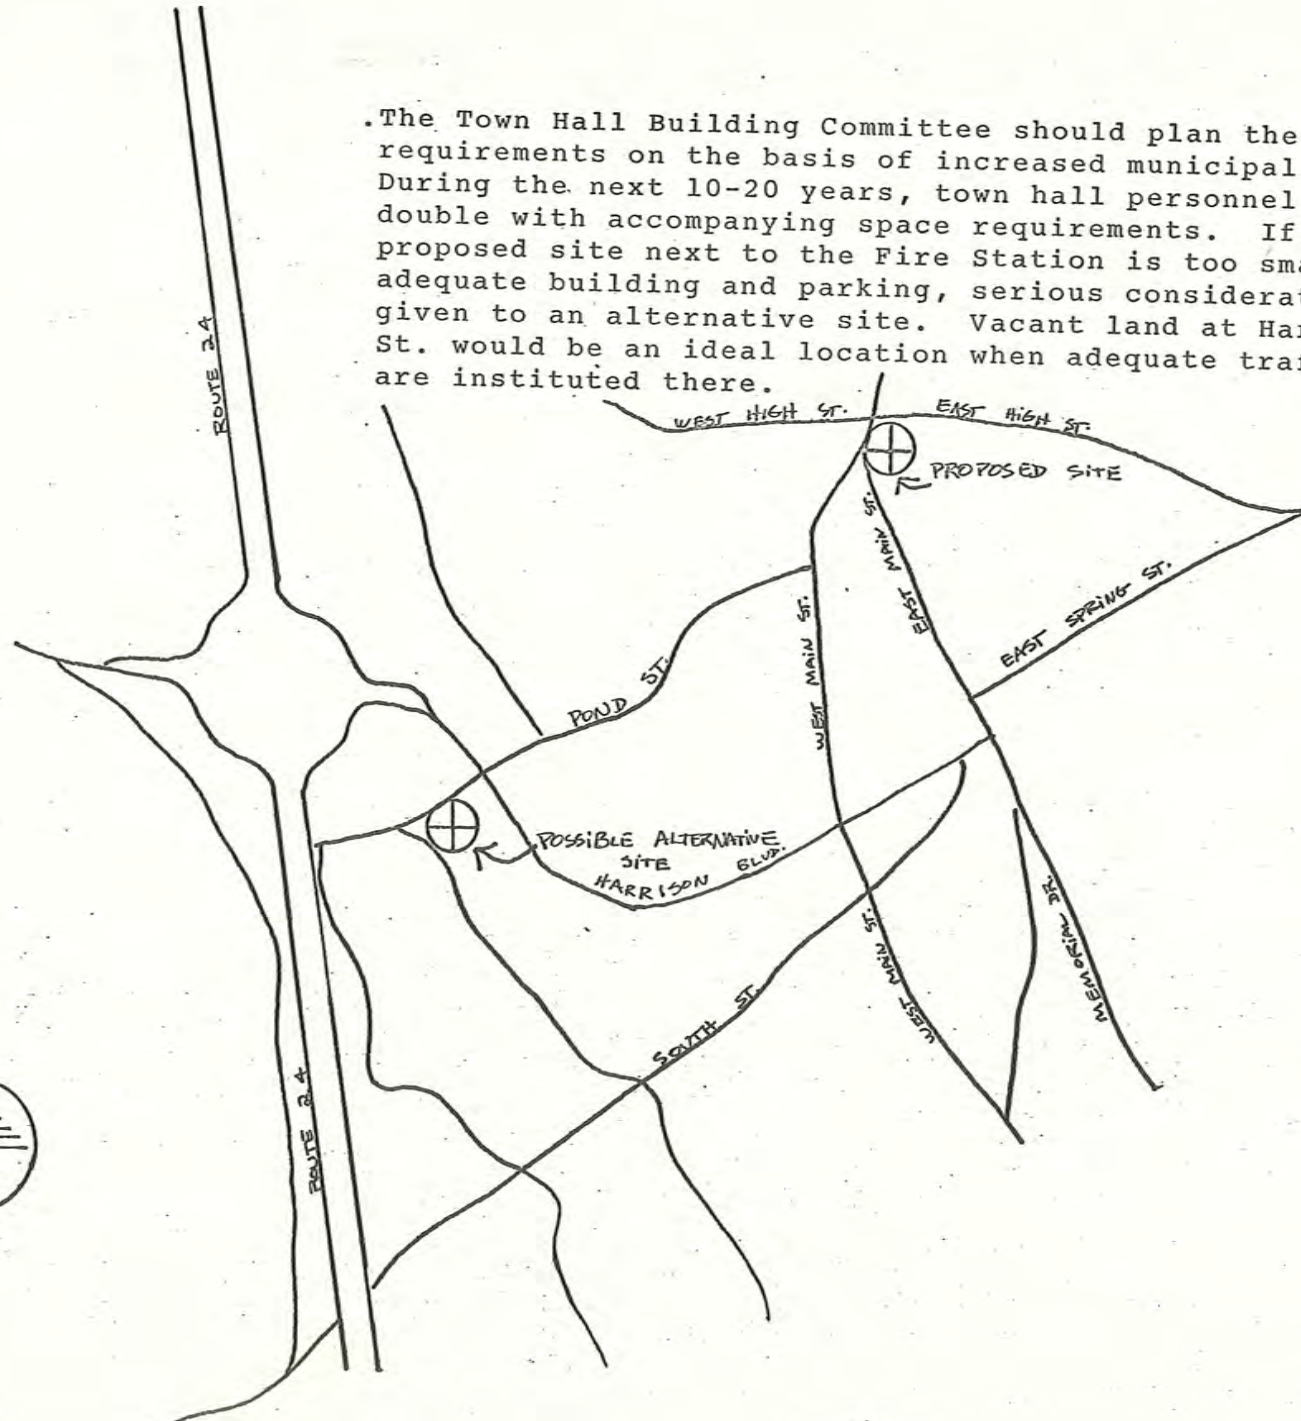 .The Town Hall Building Committee should plan the
requirements on the basis of increased municipal
During the next 10-20 years, town hall personnel
double with accompanying space requirements. If
proposed site next to the Fire Station is too sma
adequate building and parking, serious considerat
given to an alternative site. Vacant land at Har
St. would be an ideal location when adequate traf
are instituted there.
WEST HIGH ST.
EAST HIGH ST.
PROPOSED SITE
ROUTE 24
EAST MAIN ST.
EAST SPRING ST.
WEST MAIN ST.
POND ST.
POSSIBLE ALTERNATIVE
SITE
HARRISON BLVD.
WEST MAIN ST.
MEMORIAL DR.
SOUTH ST.
ROUTE 24